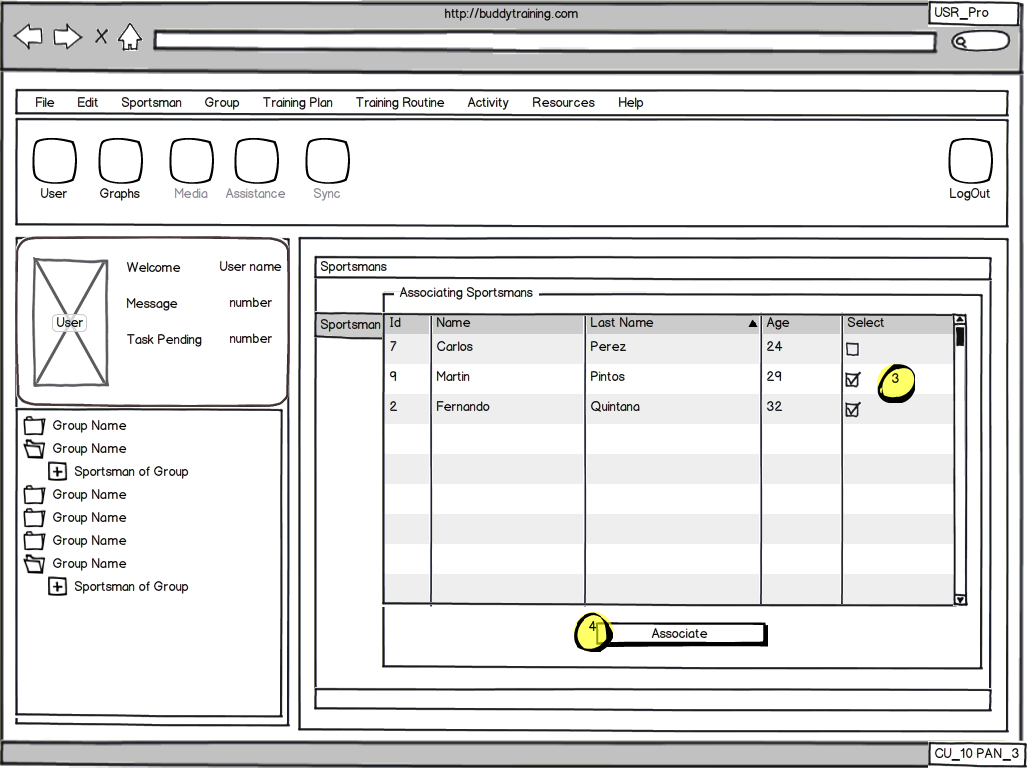 http://buddytraining.com
USR_Pro
File Edit Sportsman Group Training Plan Training Routine Activity Resources Help
User Graphs Media Assistance Sync LogOut
User
Welcome User name
Message number
Task Pending number
Group Name
Group Name
Sportsman of Group
Group Name
Group Name
Group Name
Group Name
Sportsman of Group
Sportsmans
Associating Sportsmans
Sportsman
Id Name Last Name Age Select
7 Carlos Perez 24
9 Martin Pintos 29
3
2 Fernando Quintana 32
4
Associate
CU_10 PAN_3